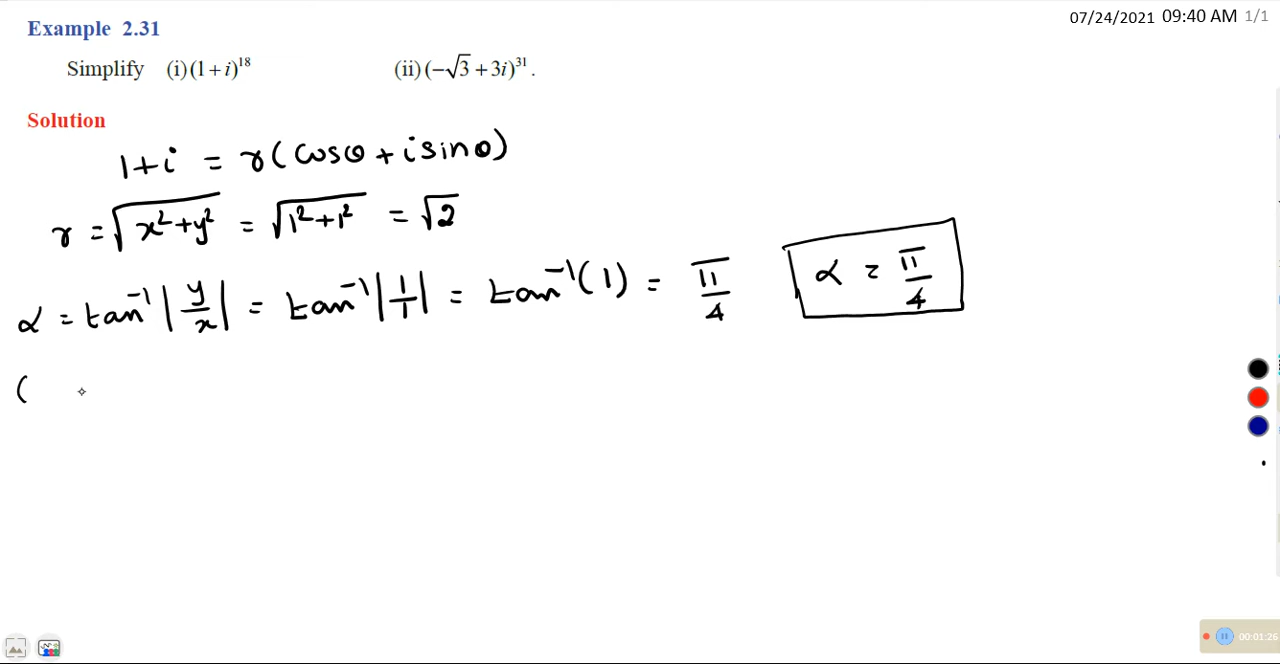 07/24/2021 09:40 AM 1/1
Example 2.31
Simplify (i) (1 + i)^18 (ii) (−√3 + 3i)^31 .
Solution
1+i = r(cosθ + i sinθ)
r = √(x²+y²) = √(1²+1²) = √2
α = tan⁻¹|y/x| = tan⁻¹|1/1| = tan⁻¹(1) = π/4 α = π/4
(
00:01:26